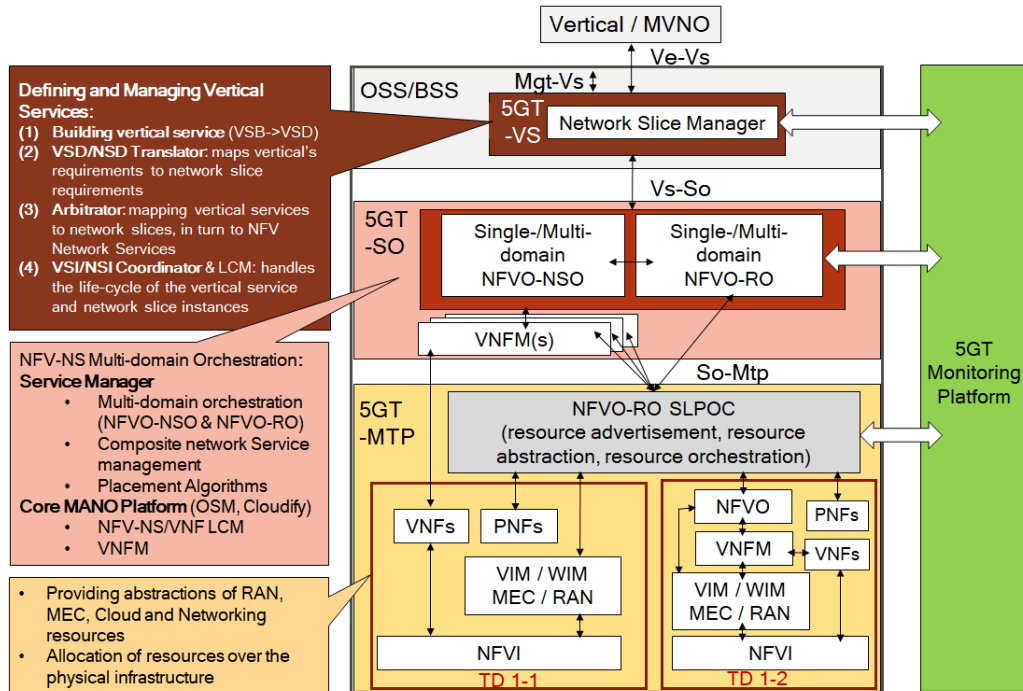 Vertical / MVNO
Ve-Vs
Mgt-Vs
OSS/BSS
5GT
-VS
Network Slice Manager
Vs-So
5GT
-SO
Single-/Multi-
domain
NFVO-NSO
Single-/Multi-
domain
NFVO-RO
VNFM(s)
So-Mtp
5GT
-MTP
NFVO-RO SLPOC
(resource advertisement, resource
abstraction, resource orchestration)
VNFs
PNFs
VIM / WIM
MEC / RAN
NFVI
TD 1-1
NFVO
PNFs
VNFM
VNFs
VIM / WIM
MEC / RAN
NFVI
TD 1-2
5GT
Monitoring
Platform
Defining and Managing Vertical
Services:
(1) Building vertical service (VSB->VSD)
(2) VSD/NSD Translator: maps vertical's
requirements to network slice
requirements
(3) Arbitrator: mapping vertical services
to network slices, in turn to NFV
Network Services
(4) VSI/NSI Coordinator & LCM: handles
the life-cycle of the vertical service
and network slice instances
NFV-NS Multi-domain Orchestration:
Service Manager
• Multi-domain orchestration
(NFVO-NSO & NFVO-RO)
• Composite network Service
management
• Placement Algorithms
Core MANO Platform (OSM, Cloudify)
• NFV-NS/VNF LCM
• VNFM
• Providing abstractions of RAN,
MEC, Cloud and Networking
resources
• Allocation of resources over the
physical infrastructure